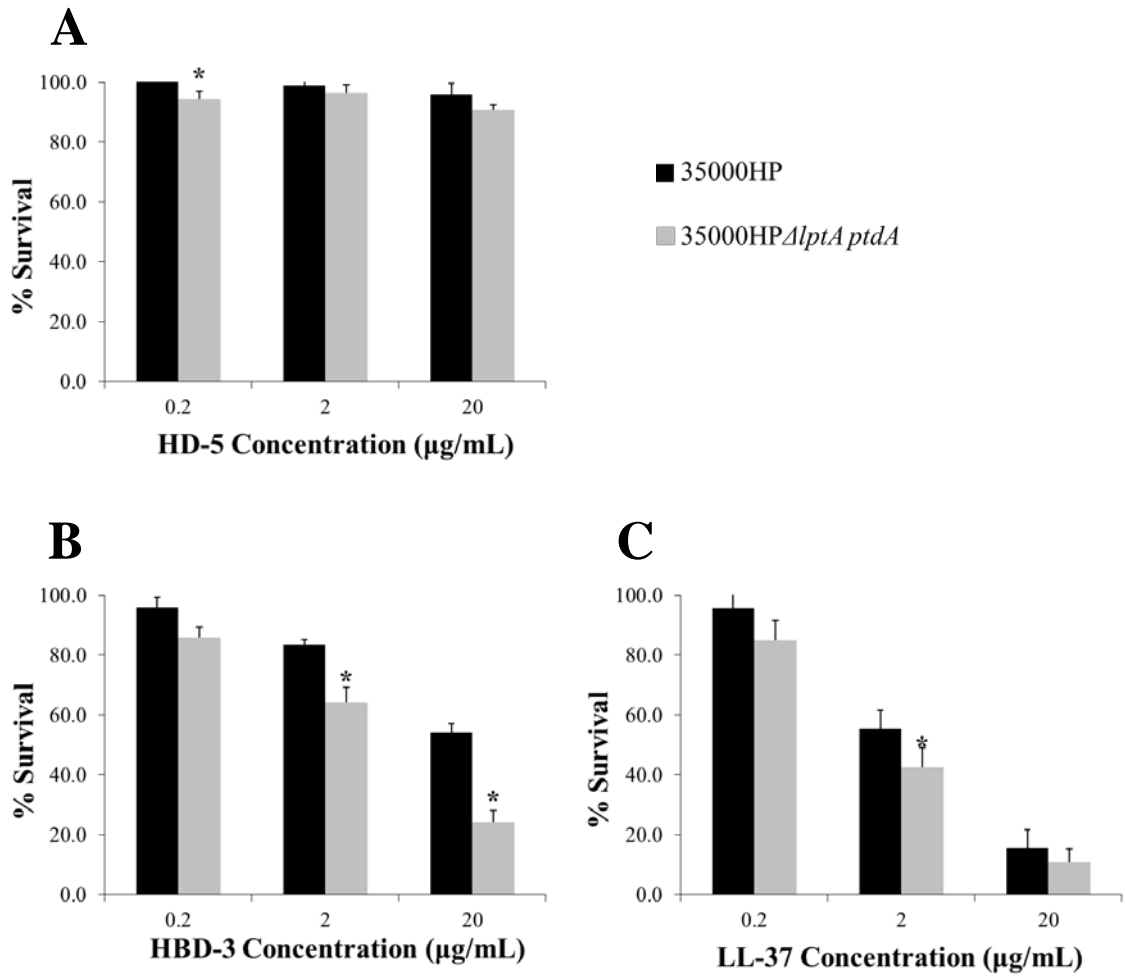 A
100.0
80.0
60.0
40.0
20.0
0.0
% Survival
*
0.2
2
20
HD-5 Concentration (µg/mL)
35000HP
35000HPΔlptA ptdA
B
100.0
80.0
60.0
40.0
20.0
0.0
% Survival
*
*
0.2
2
20
HBD-3 Concentration (µg/mL)
C
100.0
80.0
60.0
40.0
20.0
0.0
% Survival
*
0.2
2
20
LL-37 Concentration (µg/mL)